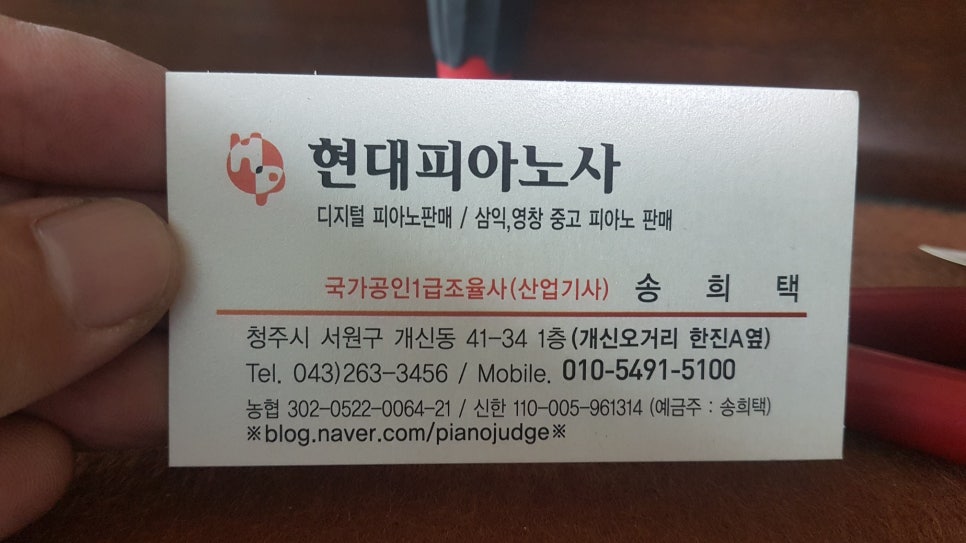 현대피아노사
디지털 피아노판매 / 삼익,영창 중고 피아노 판매
국가공인1급조율사(산업기사) 송 희 택
청주시 서원구 개신동 41-34 1층(개신오거리 한진A옆)
Tel. 043)263-3456 / Mobile. 010-5491-5100
농협 302-0522-0064-21 / 신한 110-005-961314 (예금주 : 송희택)
※blog.naver.com/pianojudge※